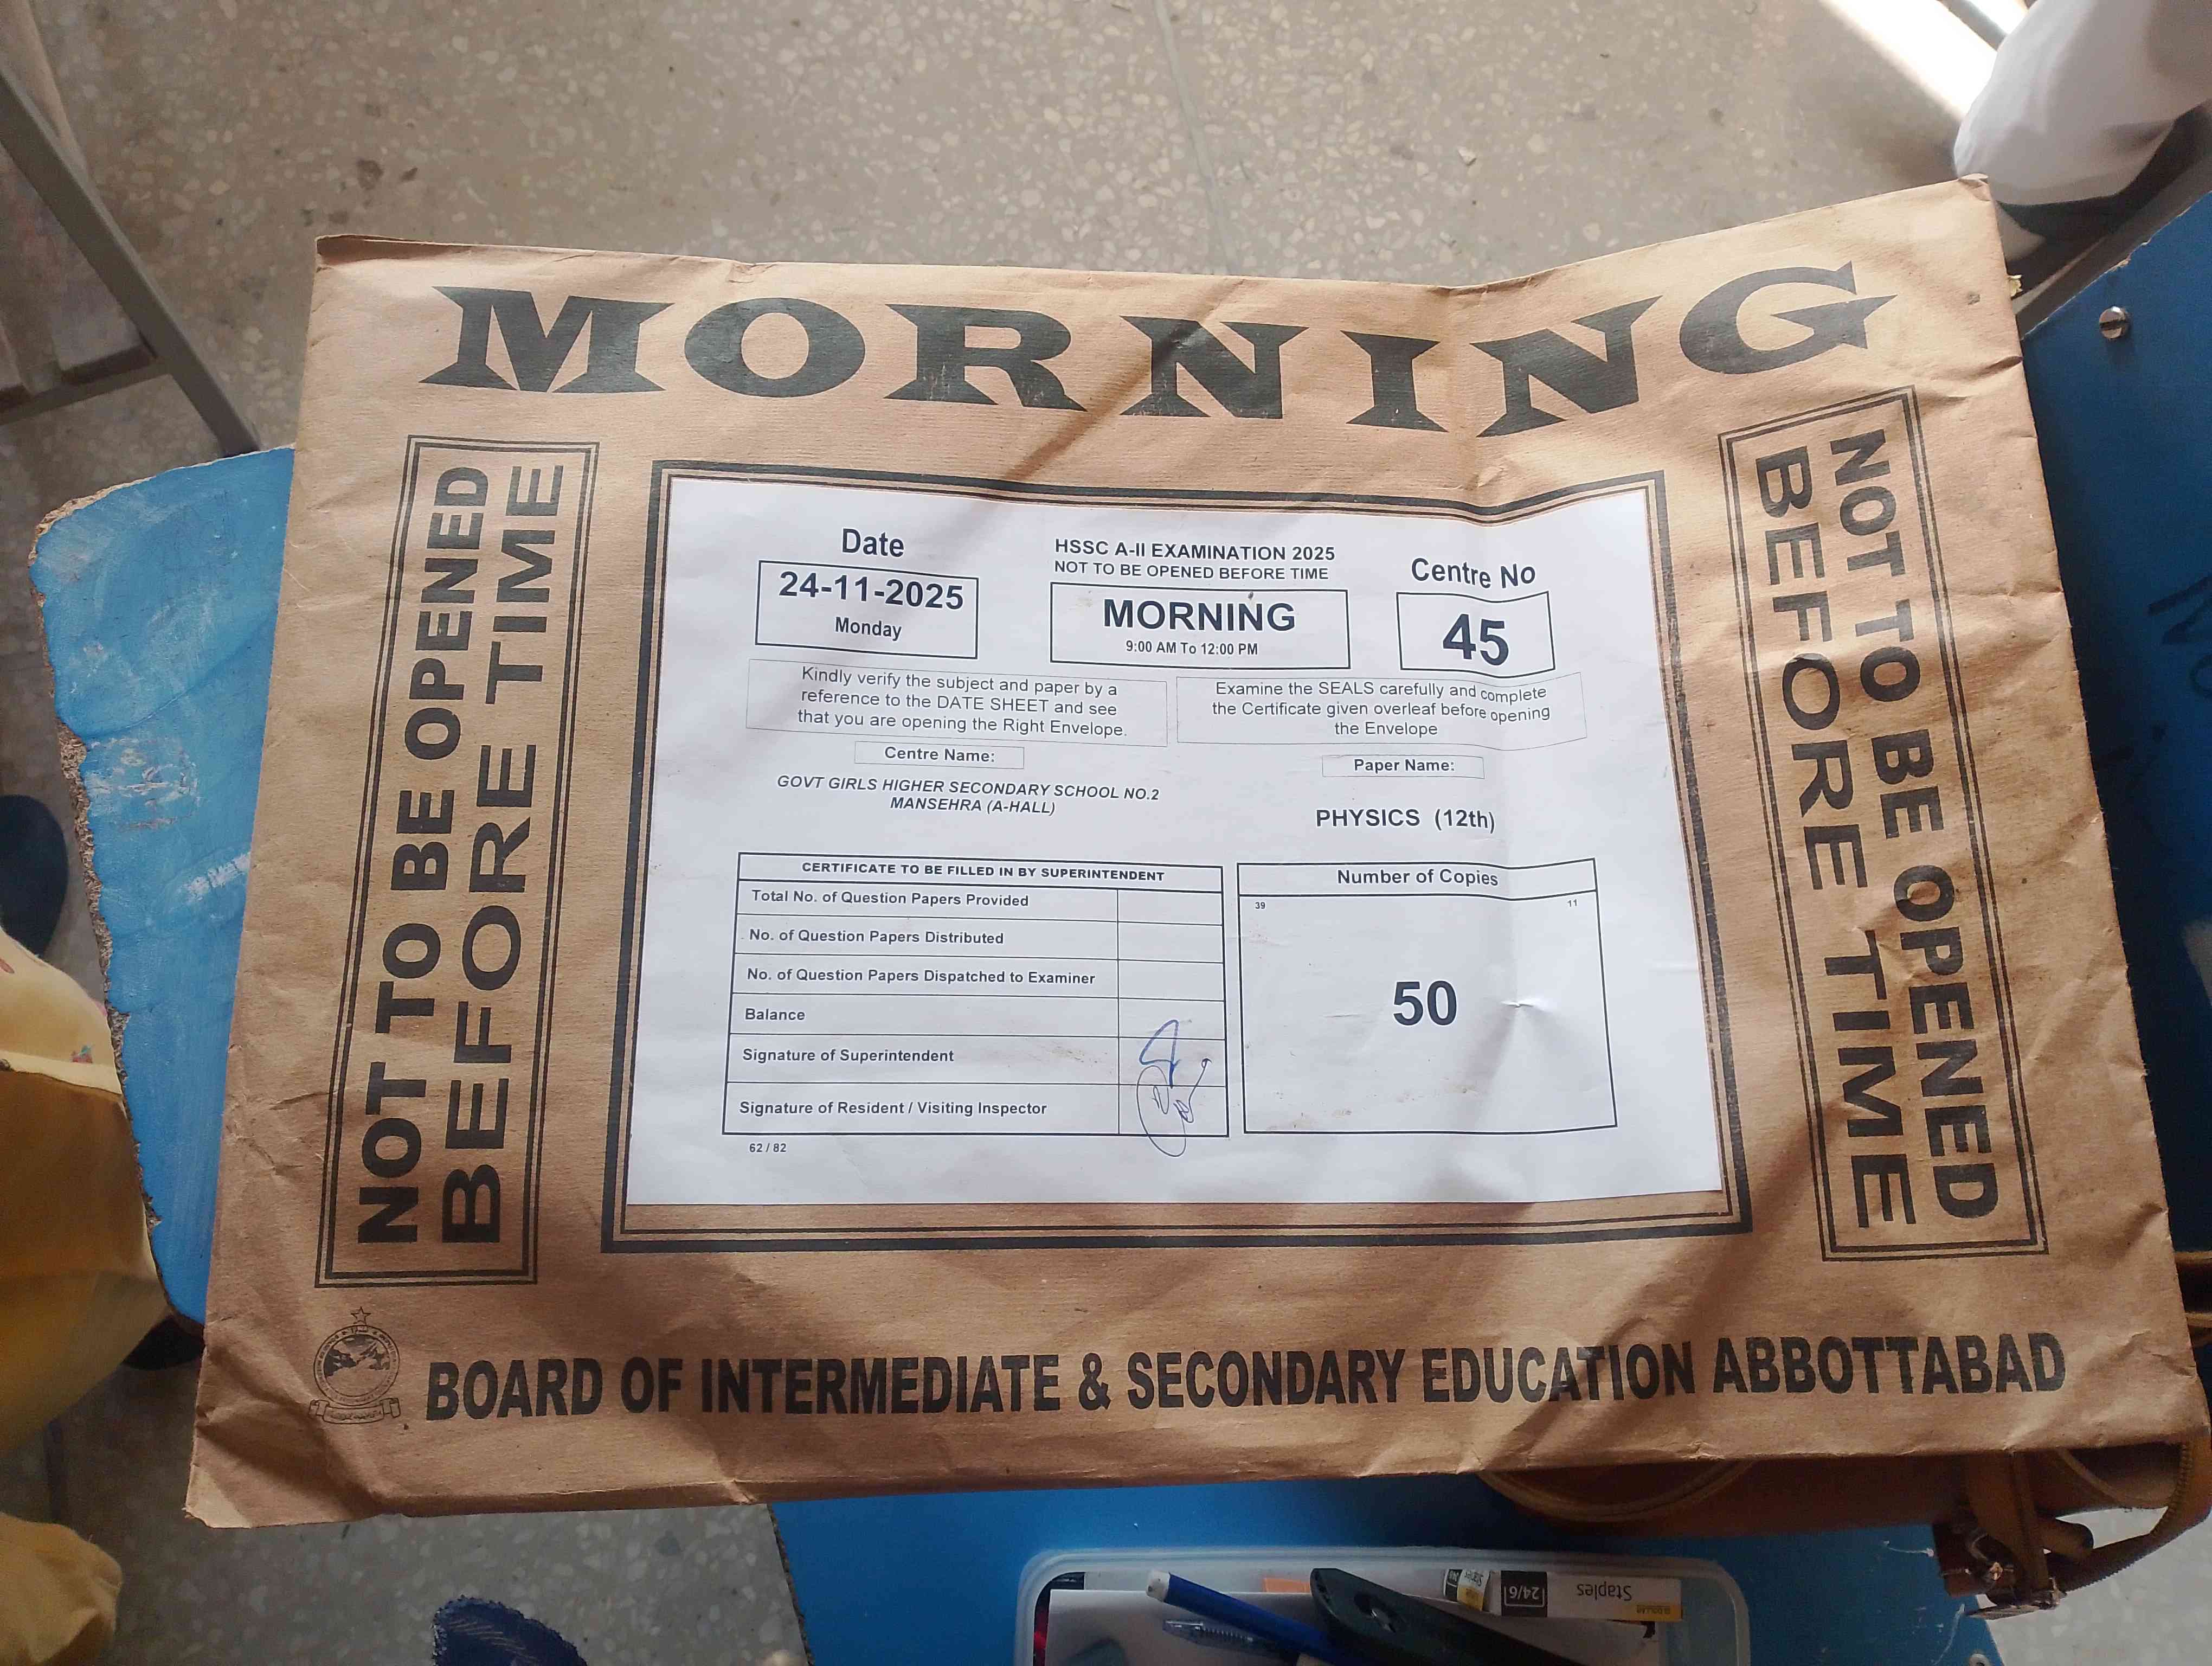 MORNING
NOT TO BE OPENED
BEFORE TIME
Date
24-11-2025
Monday
HSSC A-II EXAMINATION 2025
NOT TO BE OPENED BEFORE TIME
MORNING
9:00 AM To 12:00 PM
Centre No
45
Kindly verify the subject and paper by a
reference to the DATE SHEET and see
that you are opening the Right Envelope.
Examine the SEALS carefully and complete
the Certificate given overleaf before opening
the Envelope
Centre Name:
GOVT GIRLS HIGHER SECONDARY SCHOOL NO.2
MANSEHRA (A-HALL)
Paper Name:
PHYSICS (12th)
CERTIFICATE TO BE FILLED IN BY SUPERINTENDENT
Total No. of Question Papers Provided
No. of Question Papers Distributed
No. of Question Papers Dispatched to Examiner
Balance
Signature of Superintendent
Signature of Resident / Visiting Inspector
62 / 82
Number of Copies
39 11
50
NOT TO BE OPENED
BEFORE TIME
BOARD OF INTERMEDIATE & SECONDARY EDUCATION ABBOTTABAD
24/6 Staples